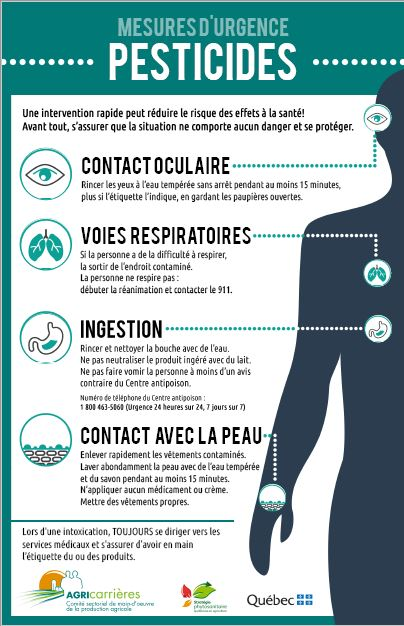 MESURES D'URGENCE
PESTICIDES
Une intervention rapide peut réduire le risque des effets à la santé!
Avant tout, s'assurer que la situation ne comporte aucun danger et se protéger.
CONTACT OCULAIRE
Rincer les yeux à l'eau tempérée sans arrêt pendant au moins 15 minutes,
plus si l'étiquette l'indique, en gardant les paupières ouvertes.
VOIES RESPIRATOIRES
Si la personne a de la difficulté à respirer,
la sortir de l'endroit contaminé.
La personne ne respire pas :
débuter la réanimation et contacter le 911.
INGESTION
Rincer et nettoyer la bouche avec de l'eau.
Ne pas neutraliser le produit ingéré avec du lait.
Ne pas faire vomir la personne à moins d'un avis
contraire du Centre antipoison.
Numéro de téléphone du Centre antipoison :
1 800 463-5060 (Urgence 24 heures sur 24, 7 jours sur 7)
CONTACT AVEC LA PEAU
Enlever rapidement les vêtements contaminés.
Laver abondamment la peau avec de l'eau tempérée
et du savon pendant au moins 15 minutes.
N'appliquer aucun médicament ou crème.
Mettre des vêtements propres.
Lors d'une intoxication, TOUJOURS se diriger vers les
services médicaux et s'assurer d'avoir en main
l'étiquette du ou des produits.
AGRIcarrières
Comité sectoriel de main-d'oeuvre
de la production agricole
Stratégie
phytosanitaire
Québec